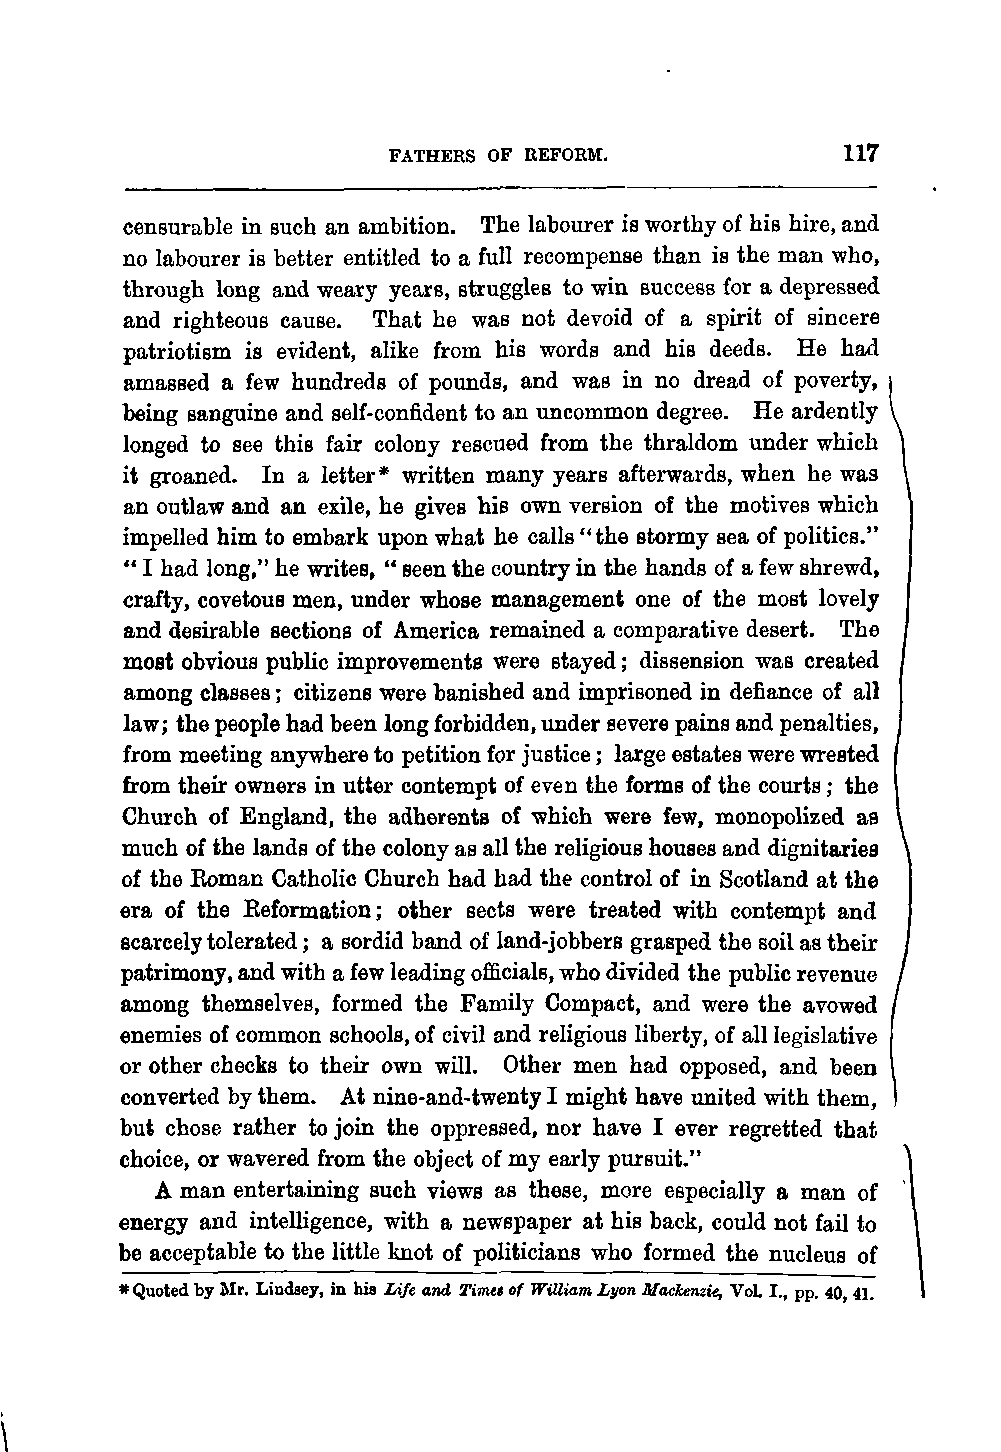 FATHERS OF REFORM. 117
censurable in such an ambition. The labourer is worthy of his hire, and
no labourer is better entitled to a full recompense than is the man who,
through long and weary years, struggles to win success for a depressed
and righteous cause. That he was not devoid of a spirit of sincere
patriotism is evident, alike from his words and his deeds. He had
amassed a few hundreds of pounds, and was in no dread of poverty,
being sanguine and self-confident to an uncommon degree. He ardently
longed to see this fair colony rescued from the thraldom under which
it groaned. In a letter* written many years afterwards, when he was
an outlaw and an exile, he gives his own version of the motives which
impelled him to embark upon what he calls "the stormy sea of politics."
"I had long," he writes, "seen the country in the hands of a few shrewd,
crafty, covetous men, under whose management one of the most lovely
and desirable sections of America remained a comparative desert. The
most obvious public improvements were stayed; dissension was created
among classes; citizens were banished and imprisoned in defiance of all
law; the people had been long forbidden, under severe pains and penalties,
from meeting anywhere to petition for justice; large estates were wrested
from their owners in utter contempt of even the forms of the courts; the
Church of England, the adherents of which were few, monopolized as
much of the lands of the colony as all the religious houses and dignitaries
of the Roman Catholic Church had had the control of in Scotland at the
era of the Reformation; other sects were treated with contempt and
scarcely tolerated; a sordid band of land-jobbers grasped the soil as their
patrimony, and with a few leading officials, who divided the public revenue
among themselves, formed the Family Compact, and were the avowed
enemies of common schools, of civil and religious liberty, of all legislative
or other checks to their own will. Other men had opposed, and been
converted by them. At nine-and-twenty I might have united with them,
but chose rather to join the oppressed, nor have I ever regretted that
choice, or wavered from the object of my early pursuit."
A man entertaining such views as these, more especially a man of
energy and intelligence, with a newspaper at his back, could not fail to
be acceptable to the little knot of politicians who formed the nucleus of
*Quoted by Mr. Lindsey, in his Life and Times of William Lyon Mackenzie, Vol. I., pp. 40, 41.